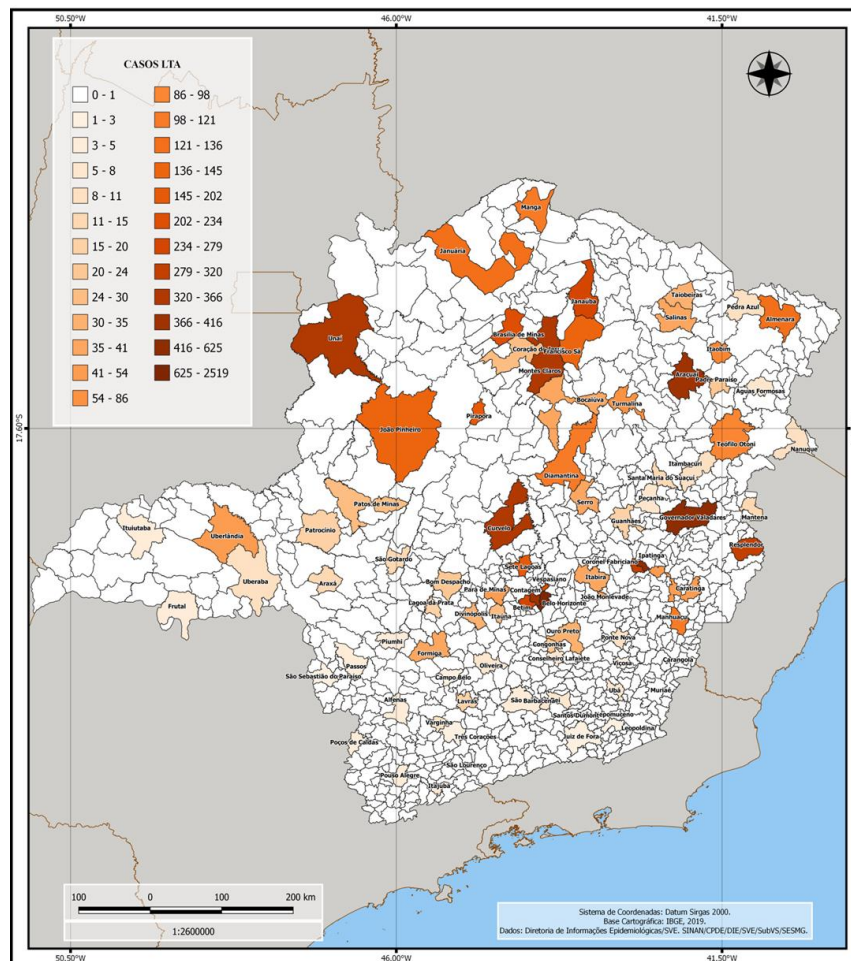 50.50°W
46.00°W
41.50°W
CASOS LTA
0 - 1
1 - 3
3 - 5
5 - 8
8 - 11
11 - 15
15 - 20
20 - 24
24 - 30
30 - 35
35 - 41
41 - 54
54 - 86
86 - 98
98 - 121
121 - 136
136 - 145
145 - 202
202 - 234
234 - 279
279 - 320
320 - 366
366 - 416
416 - 625
625 - 2519
Manga
Januária
Janaúba
Taiobeiras
Pedra Azul
Salinas
Almenara
Unaí
Brasília de Minas
Coração de
Francisco Sá
Itaobim
Montes Claros
Araçuaí
Padre Paraíso
Águas Formosas
Bocaiúva
Turmalina
Pirapora
17.60°S
17.60°S
João Pinheiro
Teófilo Otoni
Nanuque
Itambacuri
Diamantina
Santa Maria do Suaçuí
Peçanha
Patos de Minas
Serro
Governador Valadares
Mantena
Guanhães
Ituiutaba
Uberlândia
Patrocínio
Curvelo
Resplendor
Ipatinga
Coronel Fabriciano
São Gotardo
Sete Lagoas
Uberaba
Araxá
Bom Despacho
Vespasiano
Itabira
Caratinga
Pará de Minas
Contagem
João Monlevade
Betim
Belo Horizonte
Frutal
Lagoa da Prata
Divinópolis
Itaúna
Manhuaçu
Ouro Preto
Ponte Nova
Piumhi
Formiga
Congonhas
Conselheiro Lafaiete
Viçosa
Carangola
Passos
Oliveira
São Sebastião do Paraíso
Campo Belo
Ubá
Muriaé
Alfenas
Lavras
São
Barbacena
Santos Dumont
Leopoldina
Varginha
Três Corações
Juiz de Fora
Poços de Caldas
São Lourenço
Pouso Alegre
Itajubá
100
0
100
200 km
1:2600000
Sistema de Coordenadas: Datum Sirgas 2000.
Base Cartográfica: IBGE, 2019.
Dados: Diretoria de Informações Epidemiológicas/SVE. SINAN/CPDE/DIE/SVE/SubVS/SESMG.
50.50°W
46.00°W
41.50°W